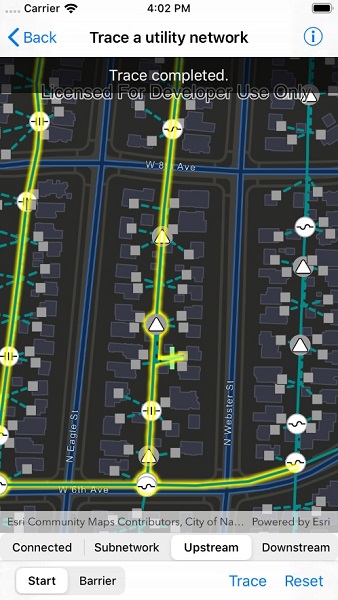 Carrier 4:02 PM
Back Trace a utility network
Trace completed.
Licensed For Developer Use Only
W 8th Ave
N Eagle St
N Webster St
W 6th Ave
Esri Community Maps Contributors, City of Na... Powered by Esri
Connected Subnetwork Upstream Downstream
Start Barrier Trace Reset